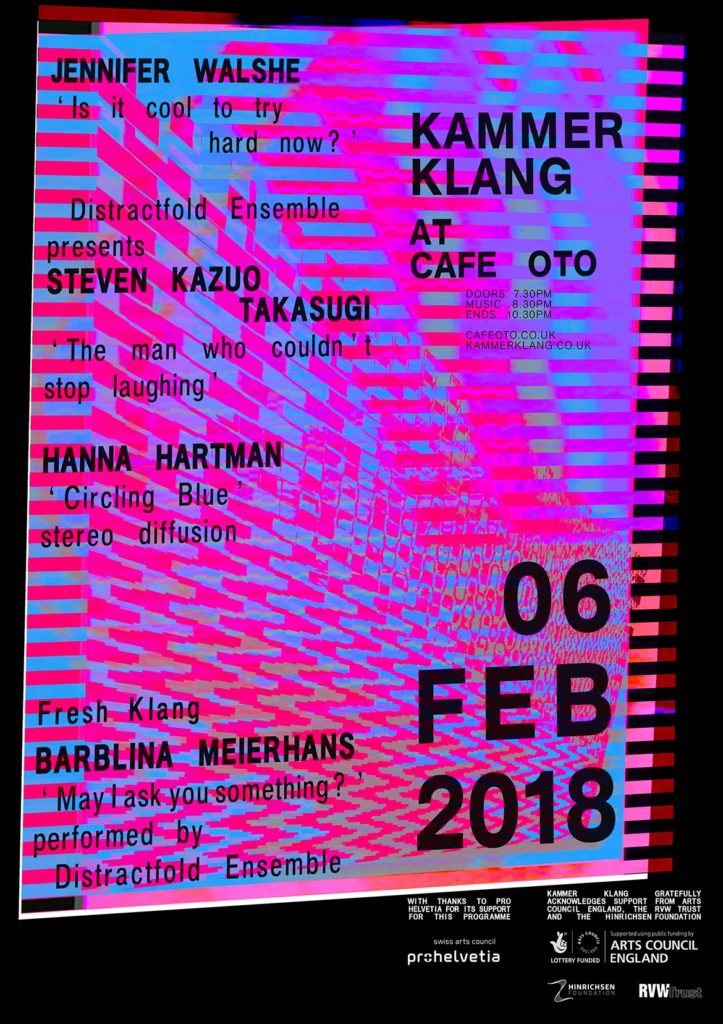 JENNIFER WALSHE
'Is it cool to try
hard now?'
Distractfold Ensemble
presents
STEVEN KAZUO
TAKASUGI
'The man who couldn't
stop laughing'
HANNA HARTMAN
'Circling Blue'
stereo diffusion
Fresh Klang
BARBLINA MEIERHANS
'May I ask you something?'
performed by
Distractfold Ensemble
KAMMER
KLANG
AT
CAFE OTO
DOORS 7.30PM
MUSIC 8.30PM
ENDS 10.30PM
CAFEOTO.CO.UK
KAMMERKLANG.CO.UK
06
FEB
2018
WITH THANKS TO PRO
HELVETIA FOR ITS SUPPORT
FOR THIS PROGRAMME
swiss arts council
prohelvetia
KAMMER KLANG GRATEFULLY
ACKNOWLEDGES SUPPORT FROM ARTS
COUNCIL ENGLAND, THE RVW TRUST
AND THE HINRICHSEN FOUNDATION
LOTTERY FUNDED
ARTS COUNCIL
ENGLAND
Supported using public funding by
ARTS COUNCIL
ENGLAND
HINRICHSEN
FOUNDATION
RVWTrust